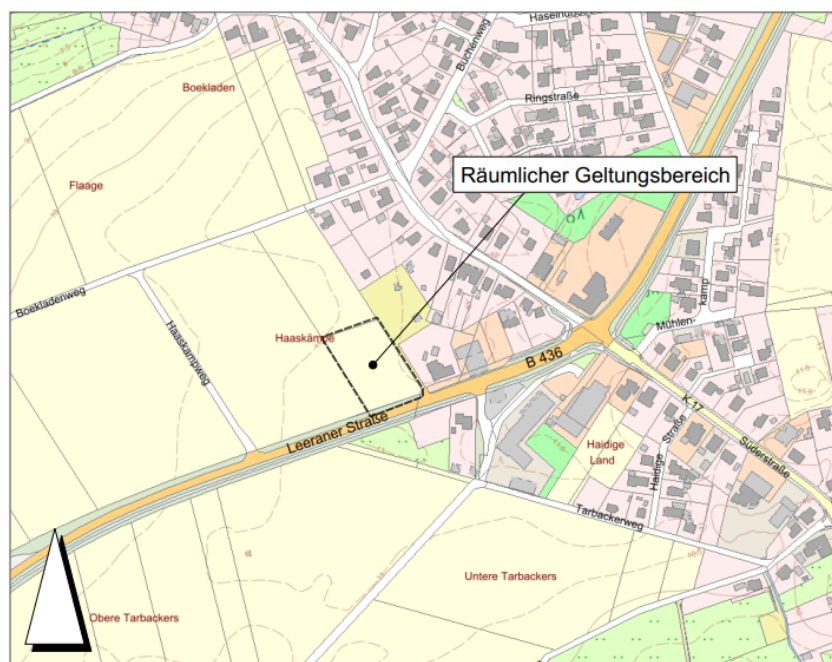 Haselnußstraße
Buchenweg
Boekladen
Ringstraße
Räumlicher Geltungsbereich
Flaage
Boekladenweg
Mühlen-
kamp
Haaskämpe
Haaskampweg
B 436
K 17
Leeraner Straße
Haidige
Land
Haidige Straße
Süderstraße
Tarbackerweg
Untere Tarbackers
Obere Tarbackers